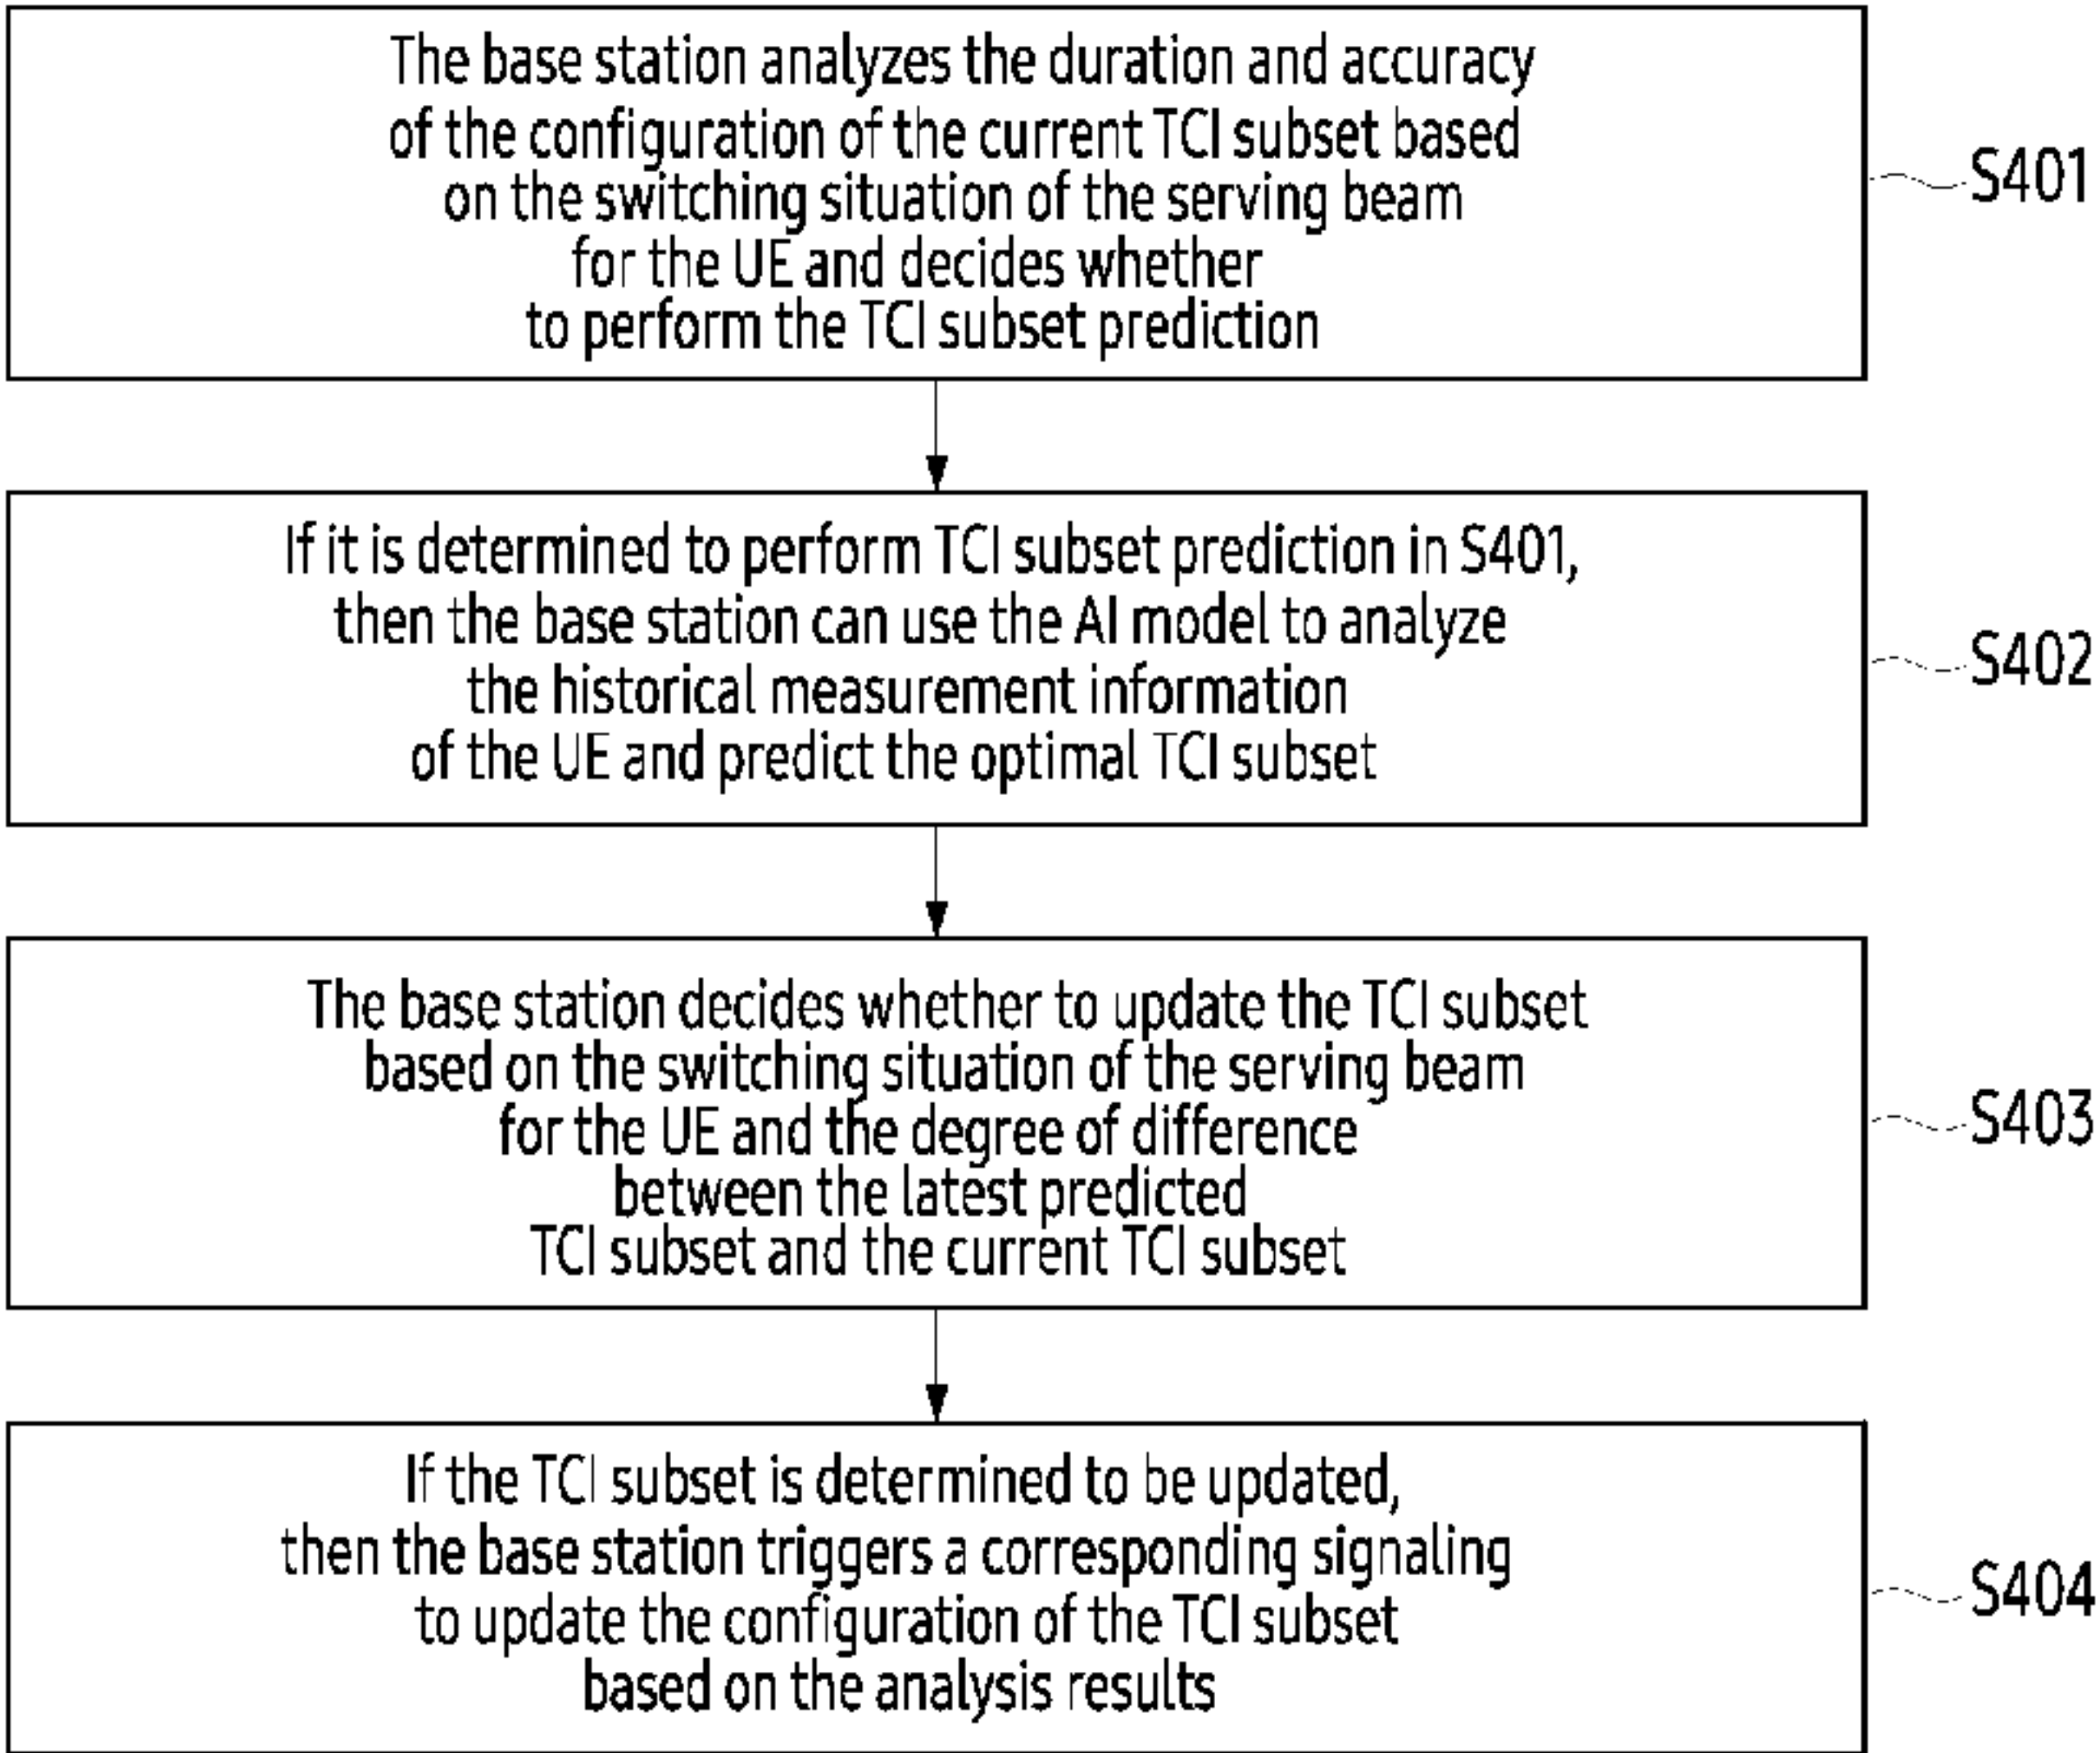 The base station analyzes the duration and accuracy
of the configuration of the current TCI subset based
on the switching situation of the serving beam
for the UE and decides whether
to perform the TCI subset prediction
S401
If it is determined to perform TCI subset prediction in S401,
then the base station can use the AI model to analyze
the historical measurement information
of the UE and predict the optimal TCI subset
S402
The base station decides whether to update the TCI subset
based on the switching situation of the serving beam
for the UE and the degree of difference
between the latest predicted
TCI subset and the current TCI subset
S403
If the TCI subset is determined to be updated,
then the base station triggers a corresponding signaling
to update the configuration of the TCI subset
based on the analysis results
S404